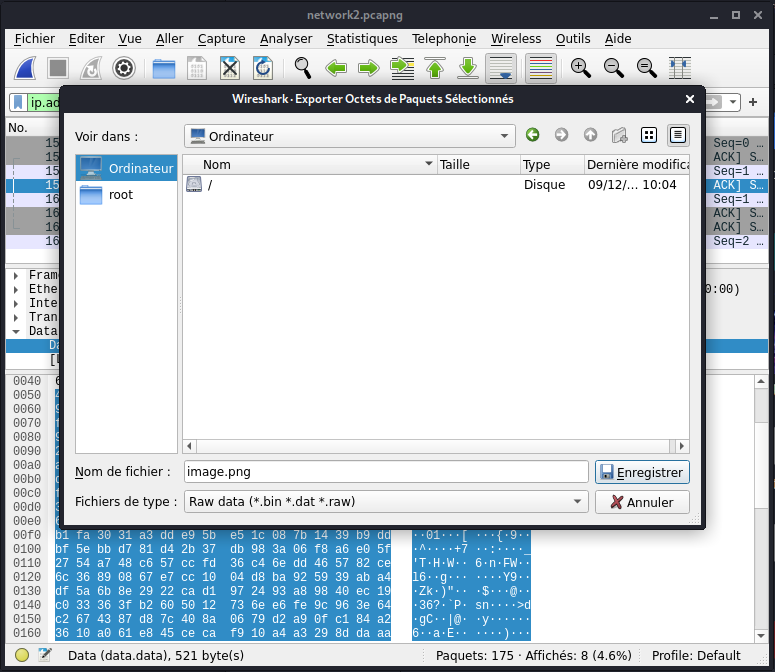 network2.pcapng
Fichier Editer Vue Aller Capture Analyser Statistiques Telephonie Wireless Outils Aide
ip.ad
No.
Wireshark · Exporter Octets de Paquets Sélectionnés
Voir dans : Ordinateur
Ordinateur
root
Nom Taille Type Dernière modifica
/ Disque 09/12/... 10:04
15 Seq=0 ...
15 ACK] S...
15 Seq=1 ...
15 ACK] S...
16 Seq=1 ...
16 ACK] S...
16 ACK] S...
16 Seq=2 ...
Fram
Ethe 0:00)
Inte
Tran
Data
Da
[L
Nom de fichier : image.png Enregistrer
Fichiers de type : Raw data (*.bin *.dat *.raw) Annuler
0040 6
0050
0060
0070
0080
0090
00a0
00b0
00c0
00d0
00e0
00f0 b1 fa 30 31 a3 dd e9 5b e5 1c 08 7b 14 39 b9 dd ··01···[ ···{·9··
0100 bf 5e bb d7 81 d4 2b 37 db 98 3a 06 f8 a6 e0 5f ·^····+7 ··:····_
0110 27 54 a7 48 c6 57 cc fd 36 c4 6e dd 46 57 82 ce 'T·H·W·· 6·n·FW··
0120 6c 36 89 08 67 e7 cc 10 04 d8 ba 92 59 39 ab a4 l6··g··· ····Y9··
0130 df 5a 6b 8e 29 22 ca d1 97 24 93 a8 98 40 ec 19 ·Zk·)"·· ·$···@··
0140 c0 33 36 3f b2 60 50 12 73 6e e6 fe 9c 96 3e 64 ·36?·`P· sn····>d
0150 c2 67 43 87 d8 7c 40 8a 06 79 d2 a9 0f c1 84 a2 ·gC··|@· ·y······
0160 36 10 a0 61 e8 45 ce ca f9 10 a4 a3 29 8d da aa 6··a·E·· ····)···
Data (data.data), 521 byte(s) Paquets: 175 · Affichés: 8 (4.6%) Profile: Default